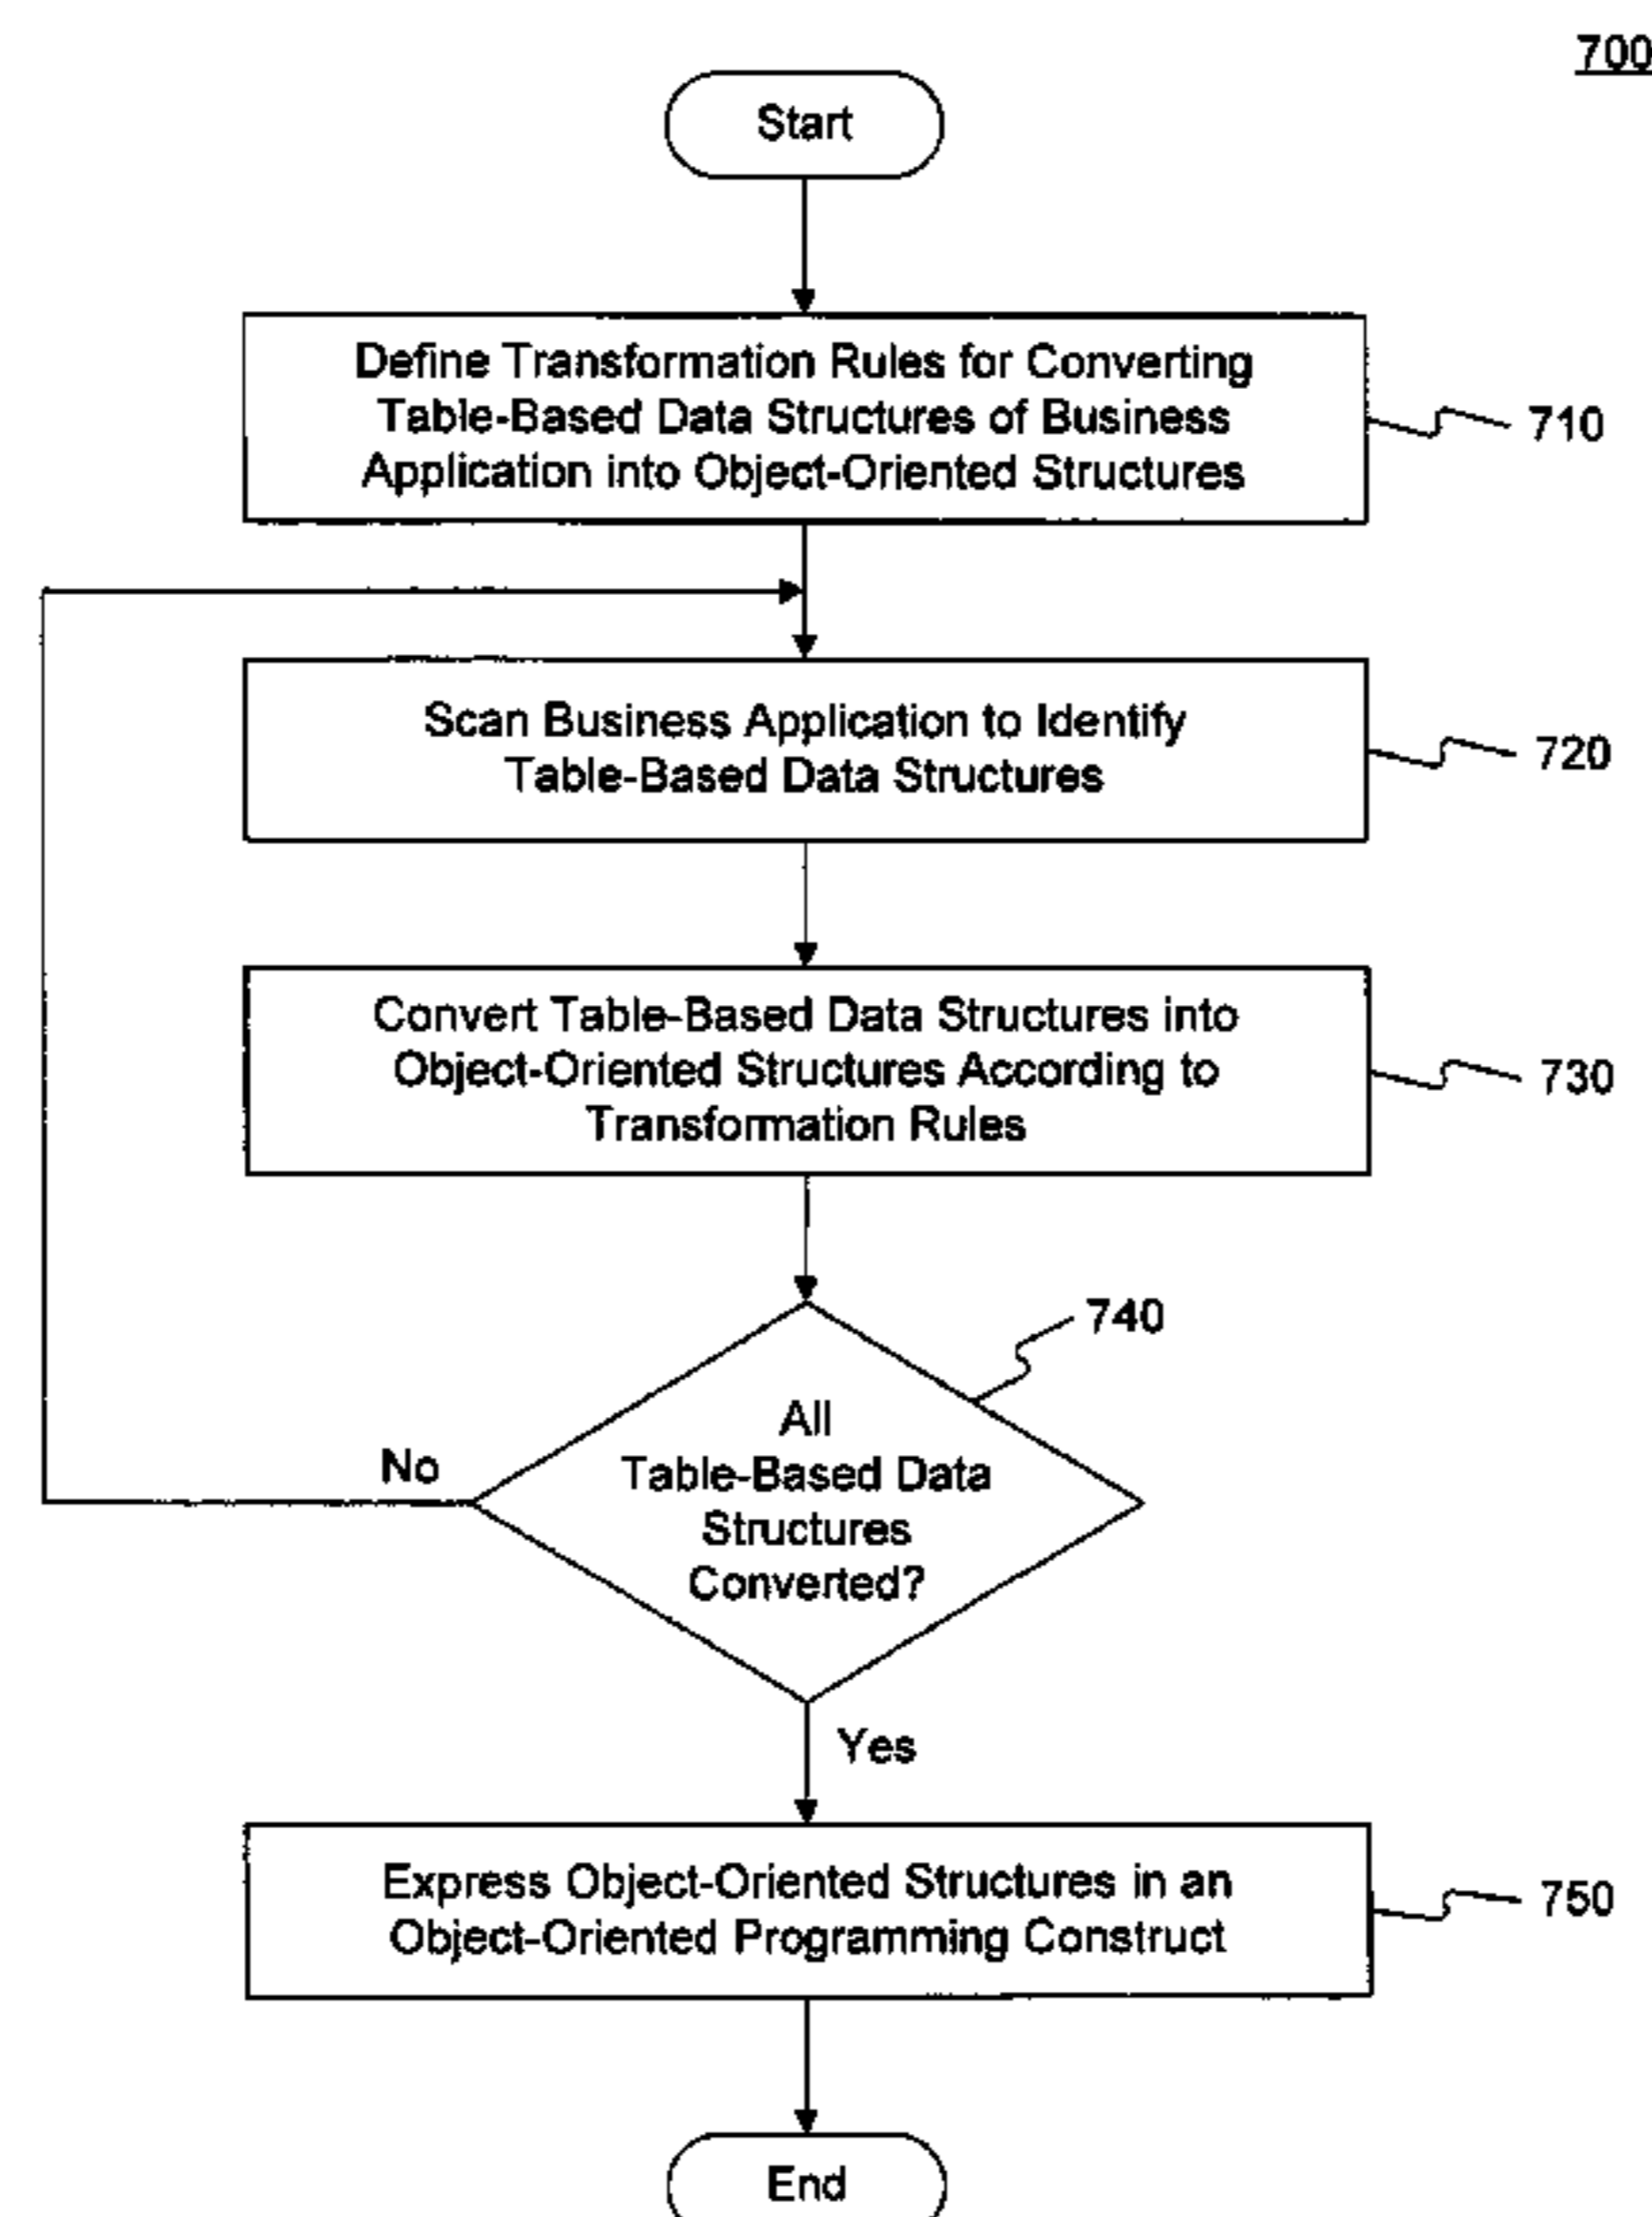 700
Start
Define Transformation Rules for Converting
Table-Based Data Structures of Business
Application into Object-Oriented Structures
710
Scan Business Application to Identify
Table-Based Data Structures
720
Convert Table-Based Data Structures into
Object-Oriented Structures According to
Transformation Rules
730
740
All
Table-Based Data
Structures
Converted?
No
Yes
Express Object-Oriented Structures in an
Object-Oriented Programming Construct
750
End